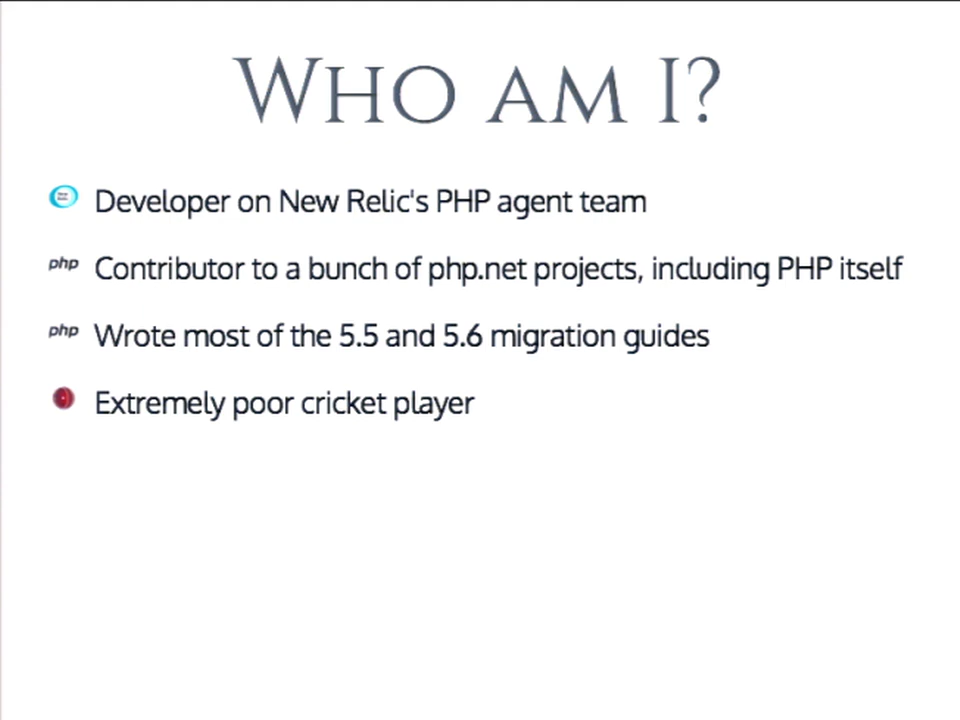 WHO AM I?
Developer on New Relic's PHP agent team
php Contributor to a bunch of php.net projects, including PHP itself
php Wrote most of the 5.5 and 5.6 migration guides
Extremely poor cricket player